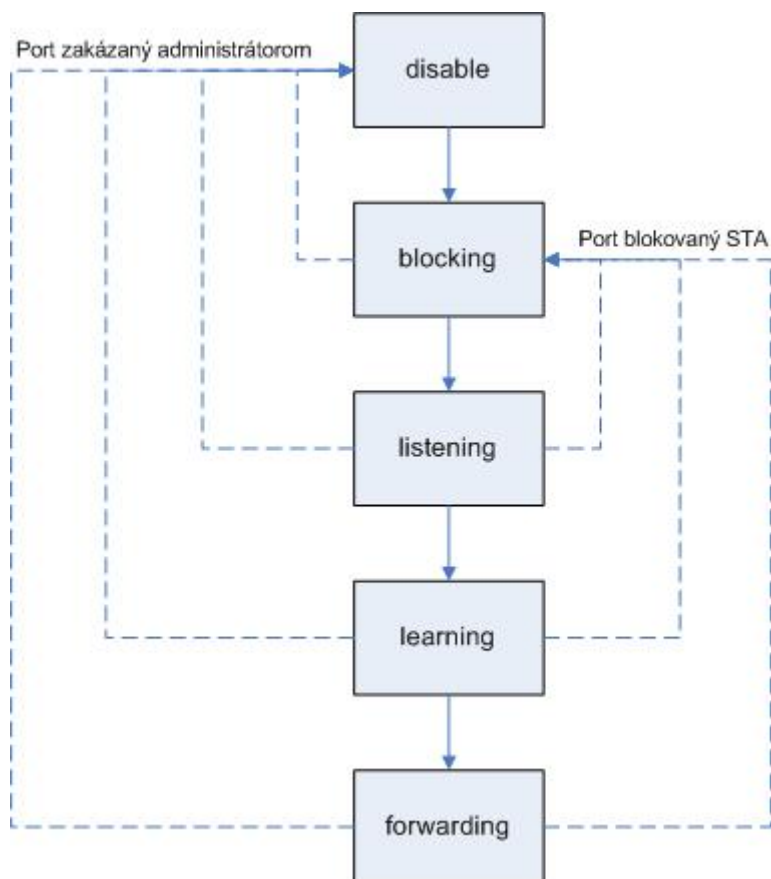 Port zakázaný administrátorom
disable
blocking
Port blokovaný STA
listening
learning
forwarding